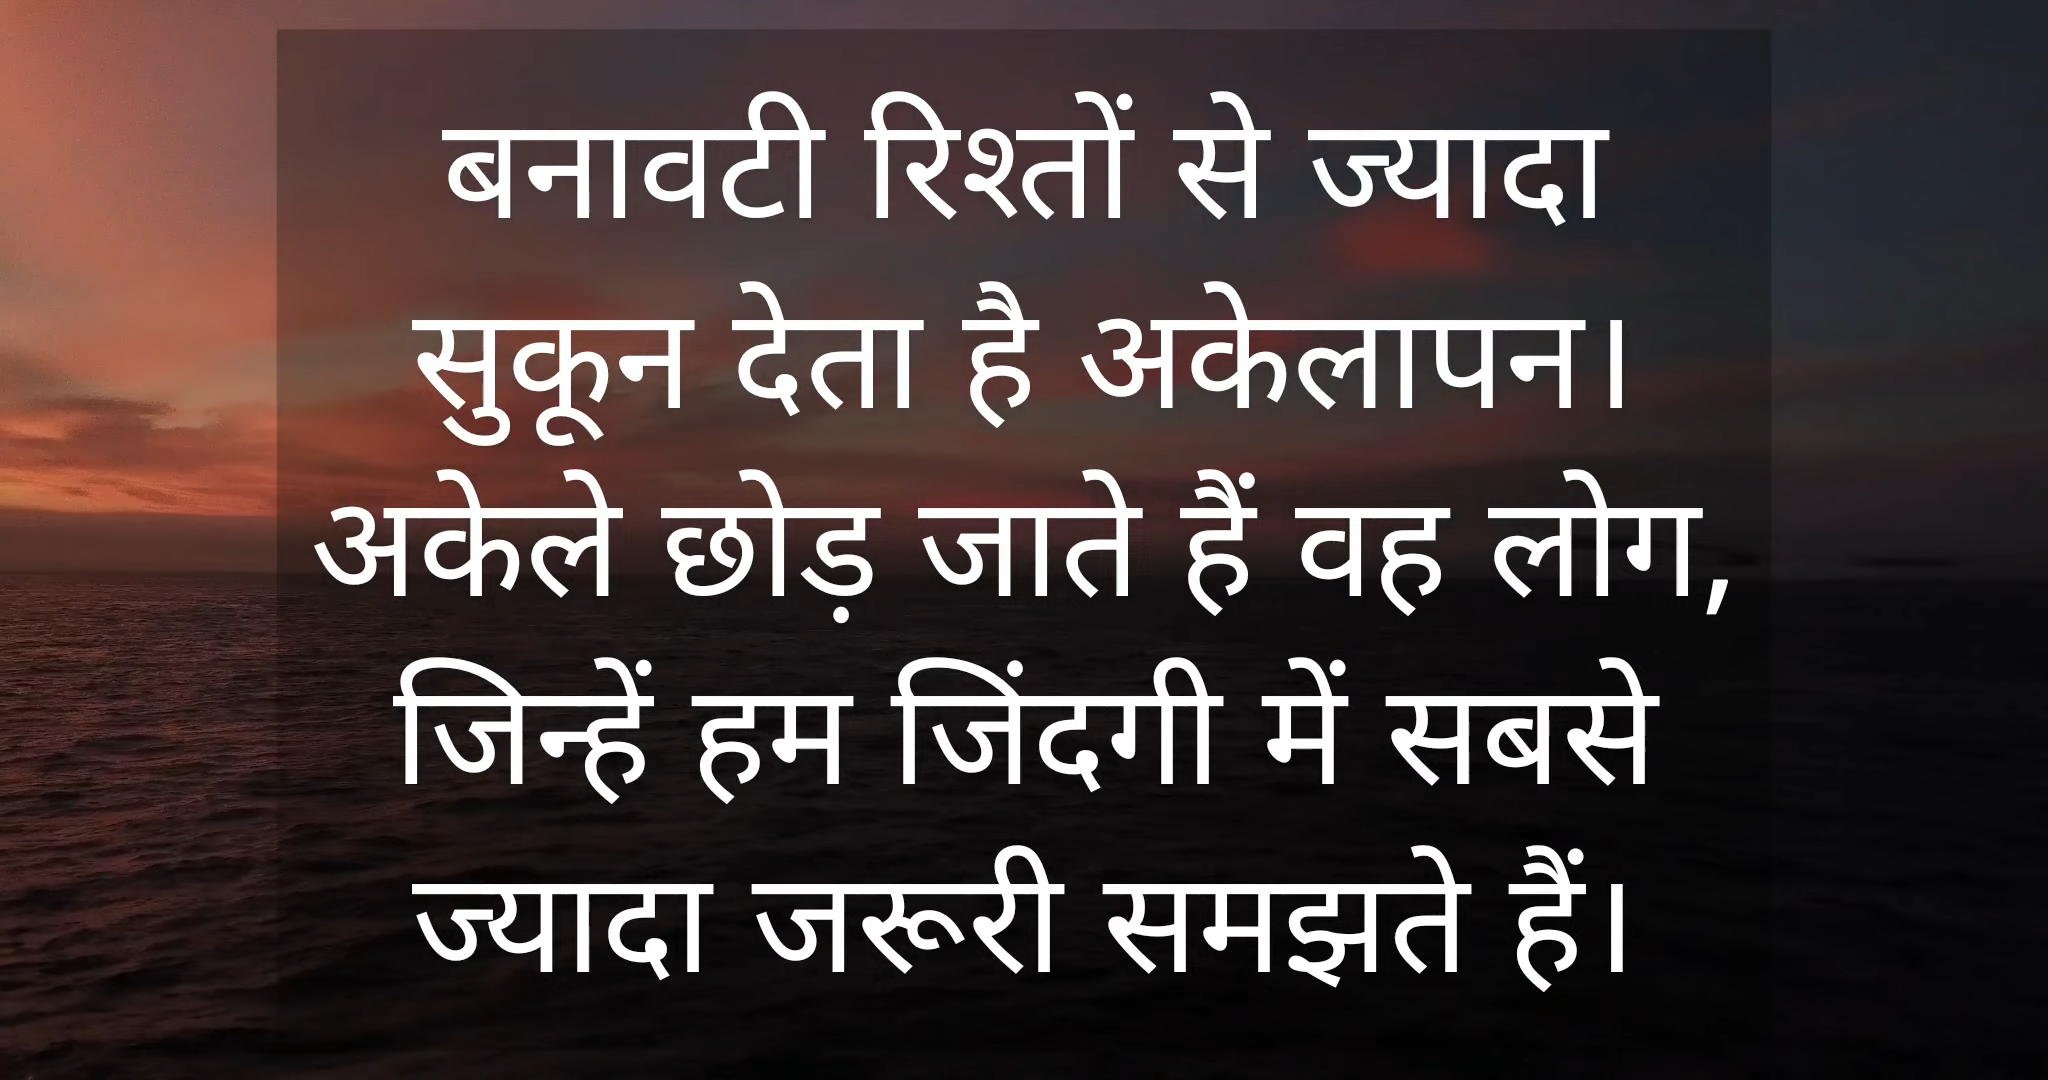 बनावटी रिश्तों से ज्यादा
सुकून देता है अकेलापन।
अकेले छोड़ जाते हैं वह लोग,
जिन्हें हम जिंदगी में सबसे
ज्यादा जरूरी समझते हैं।